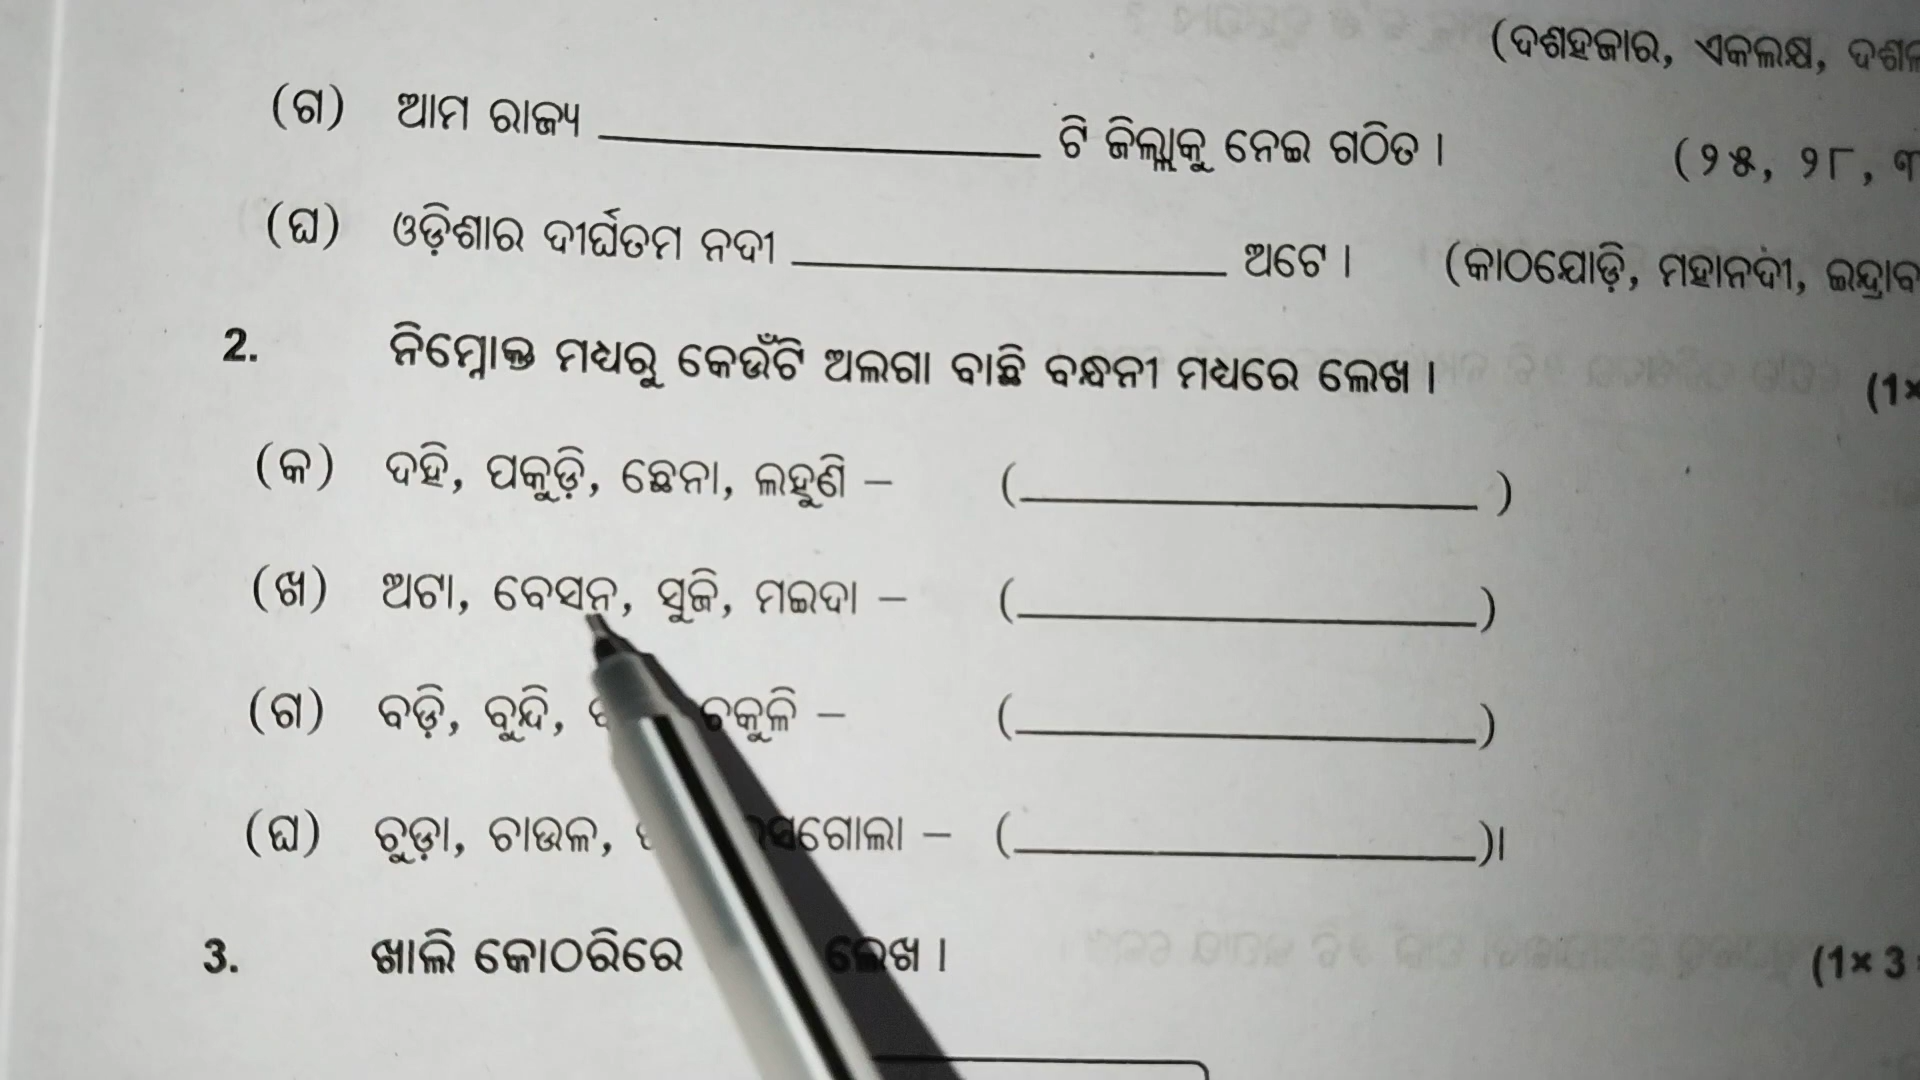 (ଦଶହଜାର, ଏକଲକ୍ଷ,
(ଗ) ଆମ ରାଜ୍ୟ ____________ ଟି ଜିଲ୍ଲାକୁ ନେଇ ଗଠିତ । (୨୫, ୨୮,
(ଘ) ଓଡ଼ିଶାର ଦୀର୍ଘତମ ନଦୀ ____________ ଅଟେ । (କାଠଯୋଡ଼ି, ମହାନଦୀ,
2. ନିମ୍ନୋକ୍ତ ମଧ୍ୟରୁ କେଉଁଟି ଅଲଗା ବାଛି ବନ୍ଧନୀ ମଧ୍ୟରେ ଲେଖ । (1×
(କ) ଦହି, ପକୁଡ଼ି, ଛେନା, ଲହୁଣି – (____________)
(ଖ) ଅଟା, ବେସନ, ସୁଜି, ମଇଦା – (____________)
(ଗ) ବଡ଼ି, ବୁନ୍ଦି, ଚକୁଳି – (____________)
(ଘ) ଚୁଡ଼ା, ଚାଉଳ, ରସଗୋଲା – (____________)।
3. ଖାଲି କୋଠରିରେ ଲେଖ । (1× 3